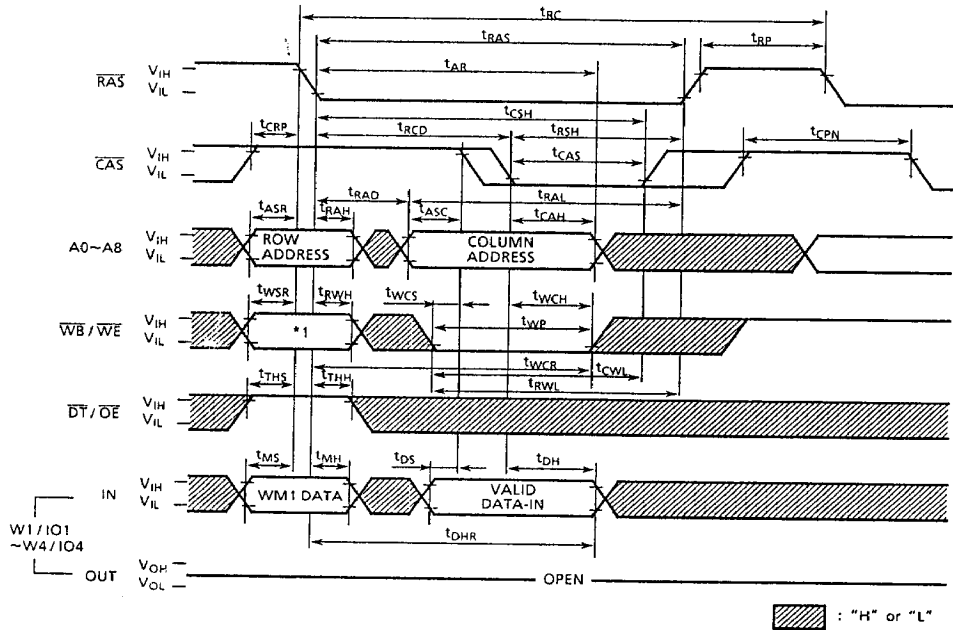 tRC
tRAS
tRP
tAR
RAS
VIH
VIL
tCSH
tCRP
tRCD
tRSH
tCPN
CAS
VIH
VIL
tCAS
tRAD
tRAL
tASR
tRAH
tASC
tCAH
A0~A8
VIH
VIL
ROW ADDRESS
COLUMN ADDRESS
tWSR
tRWH
tWCS
tWCH
WB / WE
VIH
VIL
*1
tWP
tWCR
tCWL
tRWL
tTHS
tTHH
DT / OE
VIH
VIL
tMS
tMH
tDS
tDH
IN
VIH
VIL
WM1 DATA
VALID DATA-IN
W1/IO1
~W4/IO4
tDHR
OUT
VOH
VOL
OPEN
: "H" or "L"